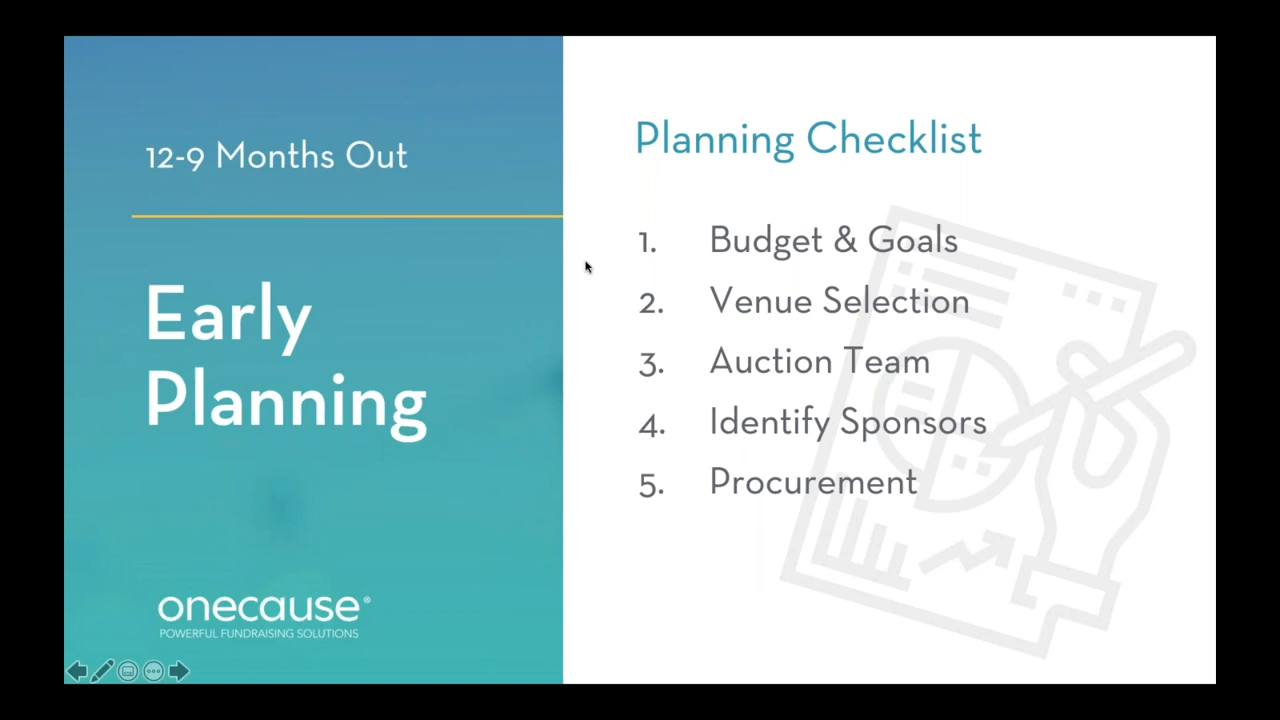 12-9 Months Out
Early
Planning
onecause®
POWERFUL FUNDRAISING SOLUTIONS
Planning Checklist
1. Budget & Goals
2. Venue Selection
3. Auction Team
4. Identify Sponsors
5. Procurement